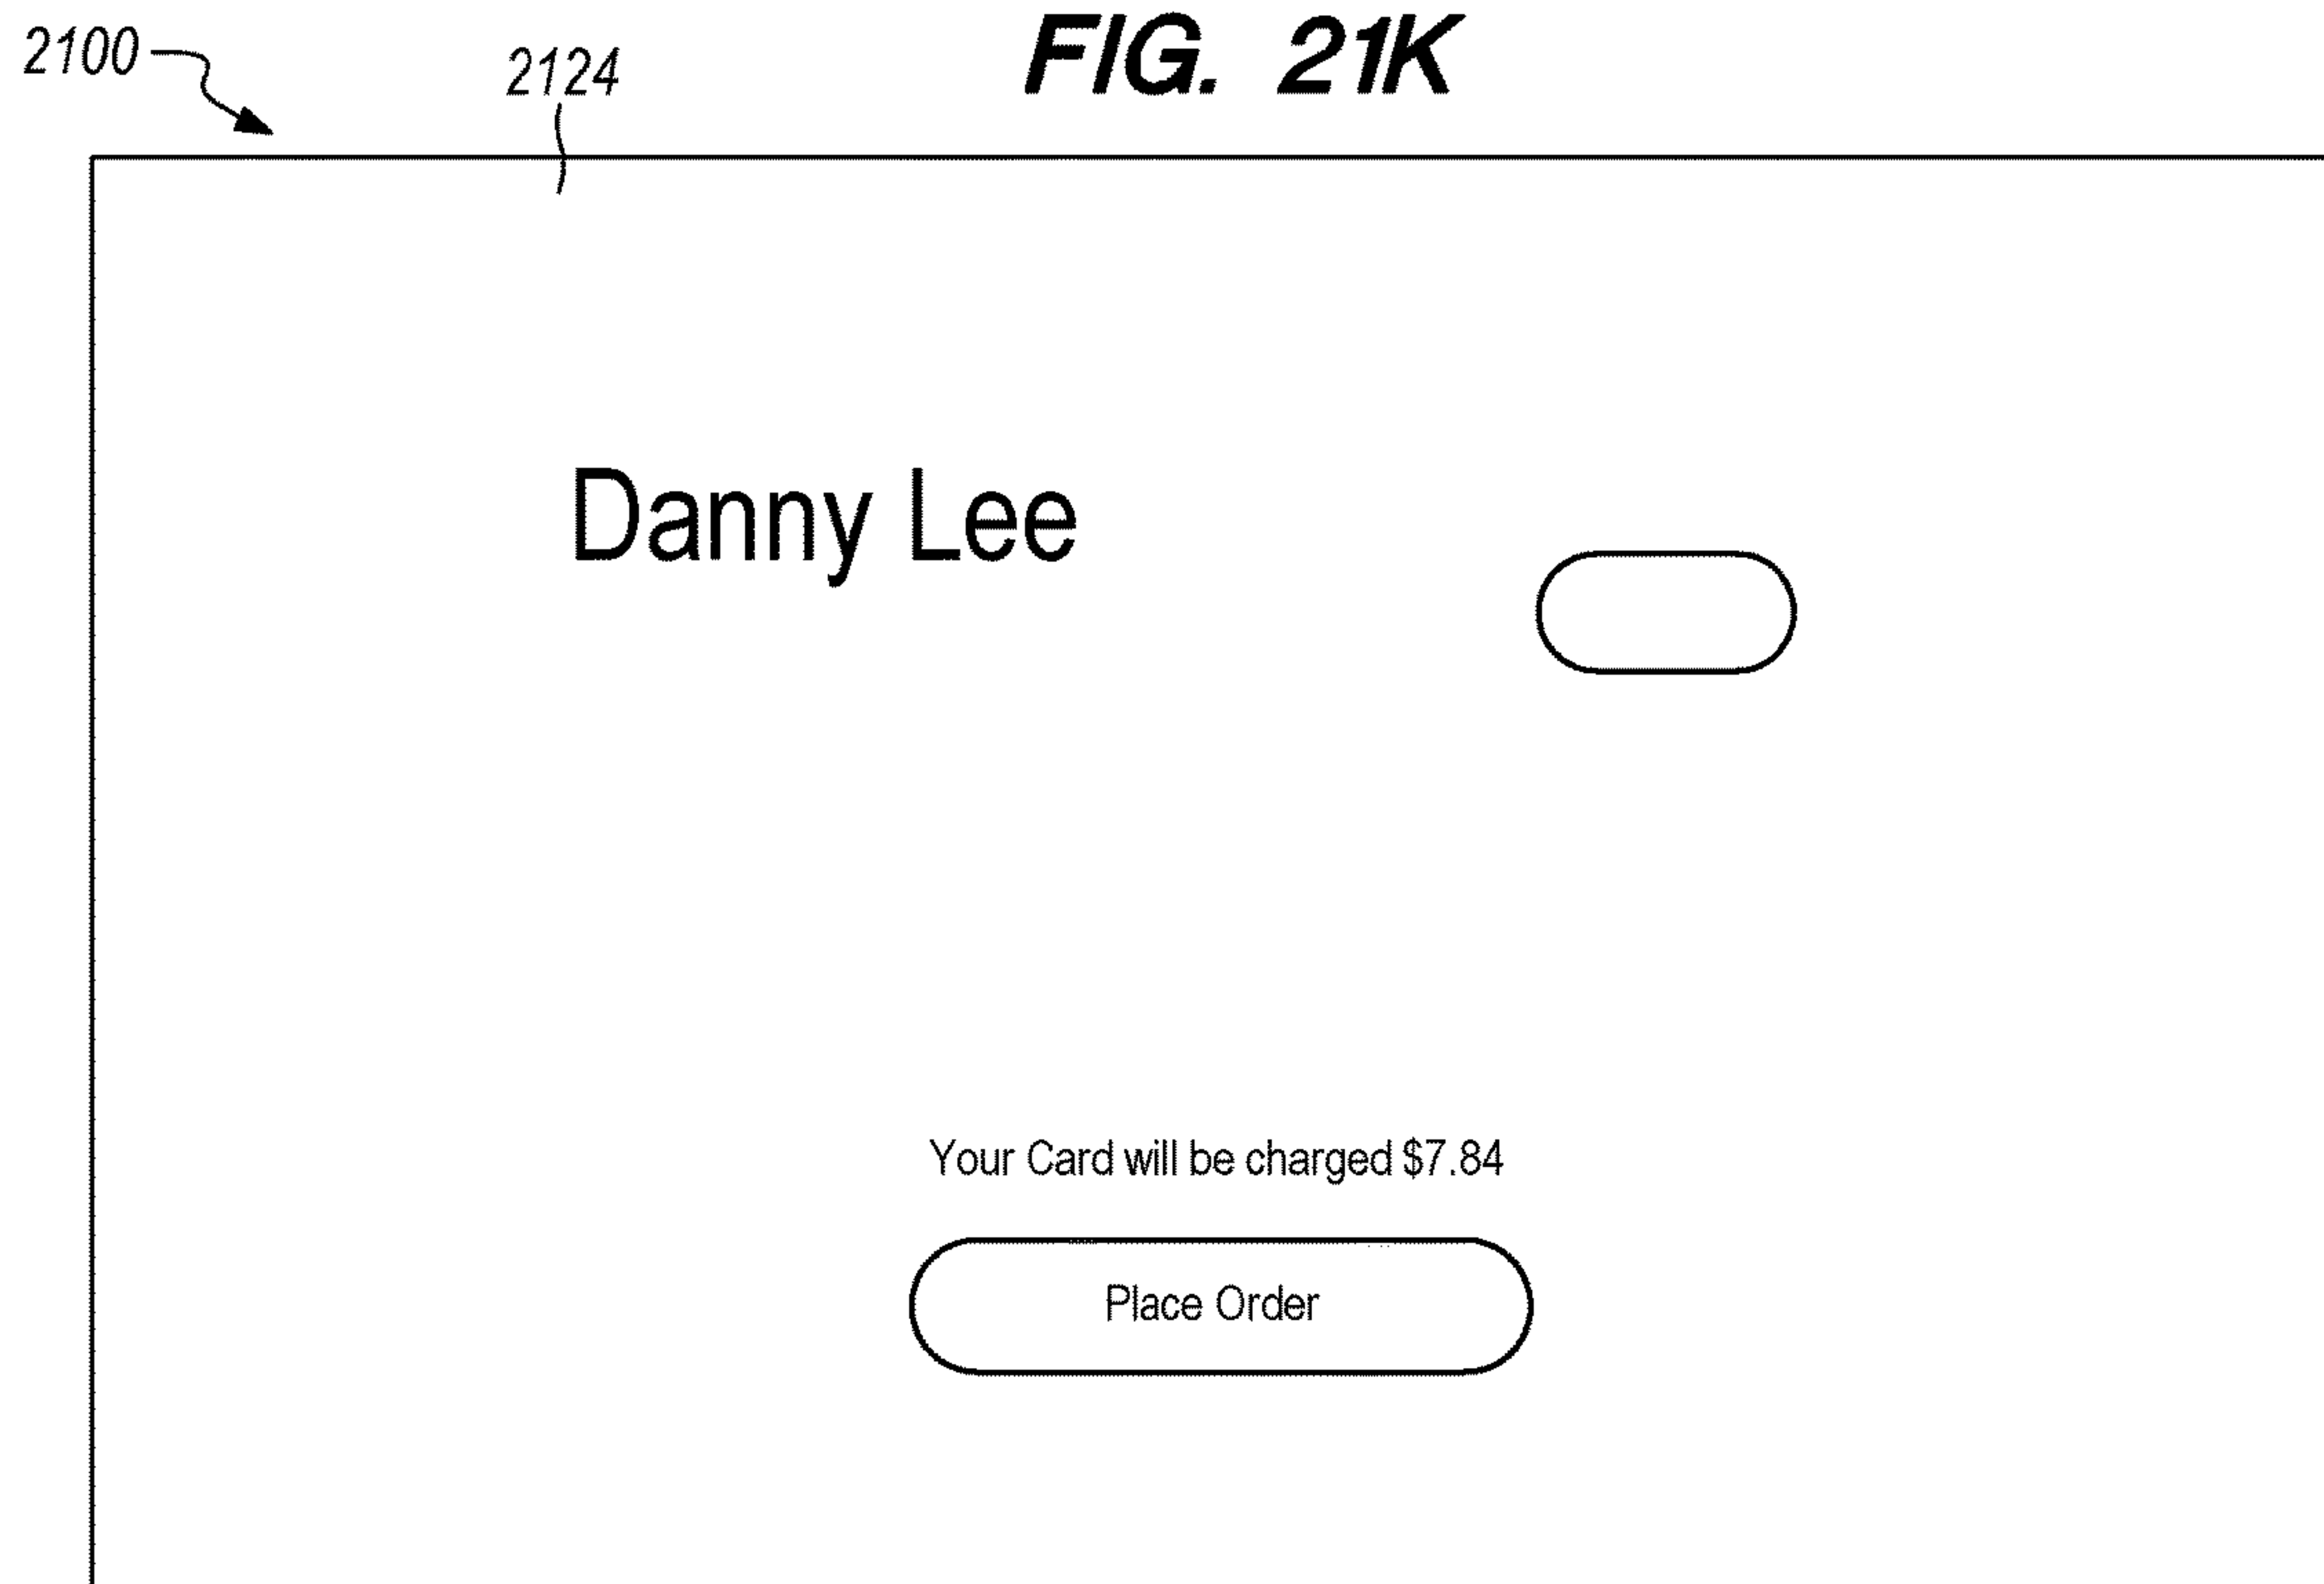 FIG. 21K
2100
2124
Danny Lee
Your Card will be charged $7.84
Place Order